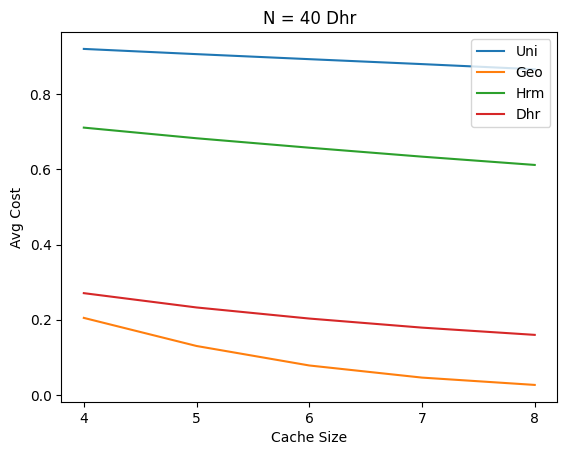 N = 40 Dhr
Uni
Geo
Hrm
Dhr
Avg Cost
0.8
0.6
0.4
0.2
0.0
4 5 6 7 8
Cache Size